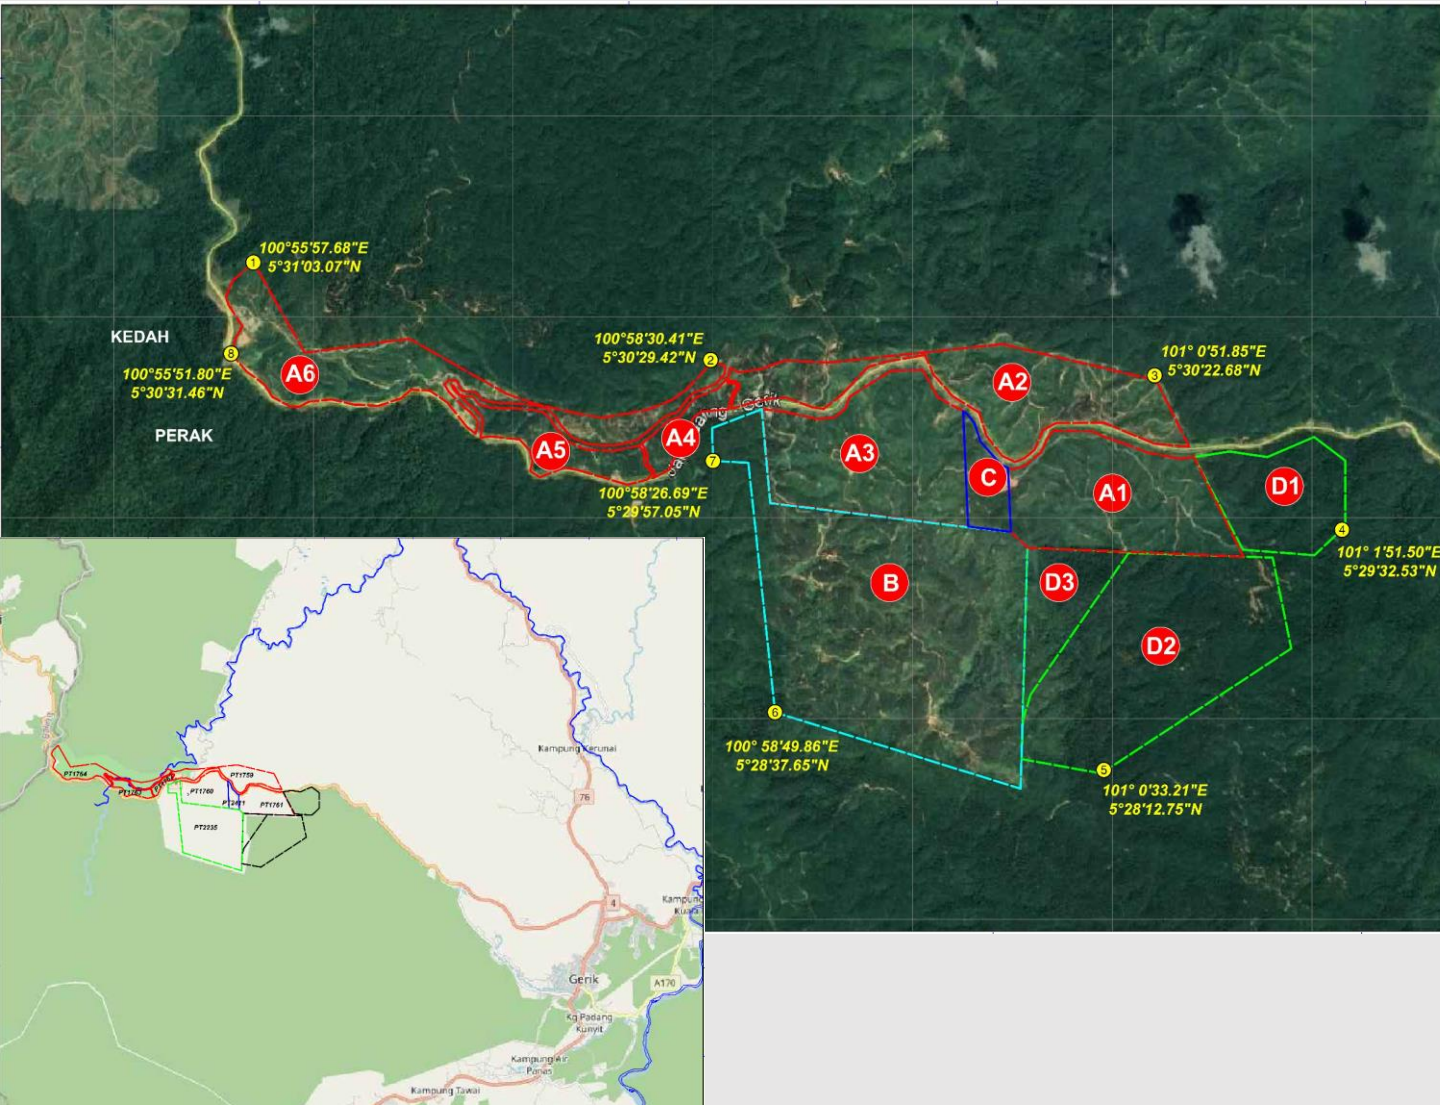 1
100°55'57.68"E
5°31'03.07"N
KEDAH
8
100°55'51.80"E
5°30'31.46"N
PERAK
A6
100°58'30.41"E
5°30'29.42"N
2
101° 0'51.85"E
5°30'22.68"N
3
A2
A5
A4
A3
C
A1
D1
7
100°58'26.69"E
5°29'57.05"N
4
101° 1'51.50"E
5°29'32.53"N
B
D3
D2
6
100° 58'49.86"E
5°28'37.65"N
5
101° 0'33.21"E
5°28'12.75"N
PT1764
PT1759
PT1760
PT1761
PT2235
Kampung Kerunai
76
4
Kampung
Gerik
A170
Kg Padang
Kunyit
Kampung Air
Panas
Kampung Tawai